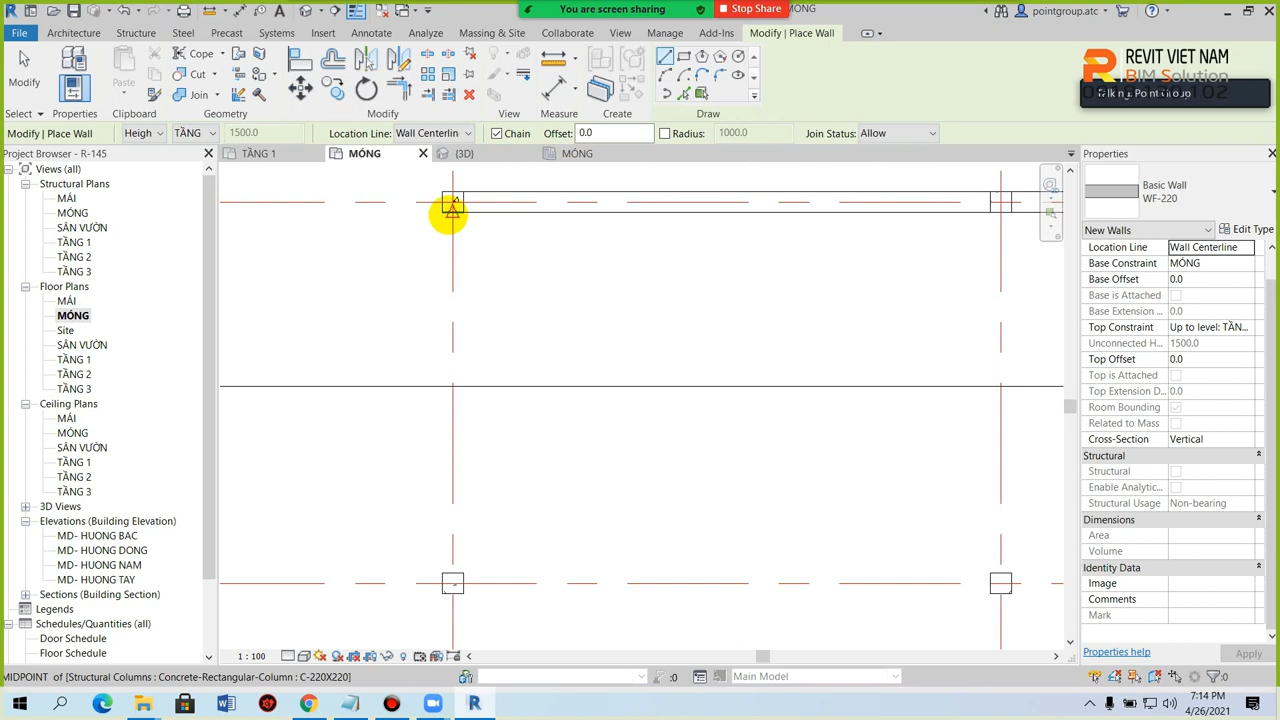 You are screen sharing
Stop Share
MONG
pointgroup.atc
File
Architecture
Structure
Steel
Precast
Systems
Insert
Annotate
Analyze
Massing & Site
Collaborate
View
Manage
Add-Ins
Modify | Place Wall
REVIT VIET NAM
BIM Solution
Talking: Point Group
Modify
Paste
Cope
Cut
Join
Select
Properties
Clipboard
Geometry
Modify
View
Measure
Create
Draw
Modify | Place Wall
Heigh
TẦNG
1500.0
Location Line:
Wall Centerlin
Chain
Offset:
0.0
Radius:
1000.0
Join Status:
Allow
Project Browser - R-145
TẦNG 1
MÓNG
{3D}
MÓNG
Views (all)
Structural Plans
MÁI
MÓNG
SÂN VƯỜN
TẦNG 1
TẦNG 2
TẦNG 3
Floor Plans
MÁI
MÓNG
Site
SÂN VƯỜN
TẦNG 1
TẦNG 2
TẦNG 3
Ceiling Plans
MÁI
MÓNG
SÂN VƯỜN
TẦNG 1
TẦNG 2
TẦNG 3
3D Views
Elevations (Building Elevation)
MD- HUONG BAC
MD- HUONG DONG
MD- HUONG NAM
MD- HUONG TAY
Sections (Building Section)
Legends
Schedules/Quantities (all)
Door Schedule
Floor Schedule
1 : 100
Properties
Basic Wall
WF-220
New Walls
Edit Type
Location Line
Wall Centerline
Base Constraint
MÓNG
Base Offset
0.0
Base is Attached
Base Extension ...
0.0
Top Constraint
Up to level: TẦN...
Unconnected H...
1500.0
Top Offset
0.0
Top is Attached
Top Extension D...
0.0
Room Bounding
Related to Mass
Cross-Section
Vertical
Structural
Structural
Enable Analytic...
Structural Usage
Non-bearing
Dimensions
Area
Volume
Identity Data
Image
Comments
Mark
Properties help
Apply
MIDPOINT of [Structural Columns : Concrete-Rectangular-Column : C-220X220]
:0
Main Model
:0
7:14 PM
4/26/2021